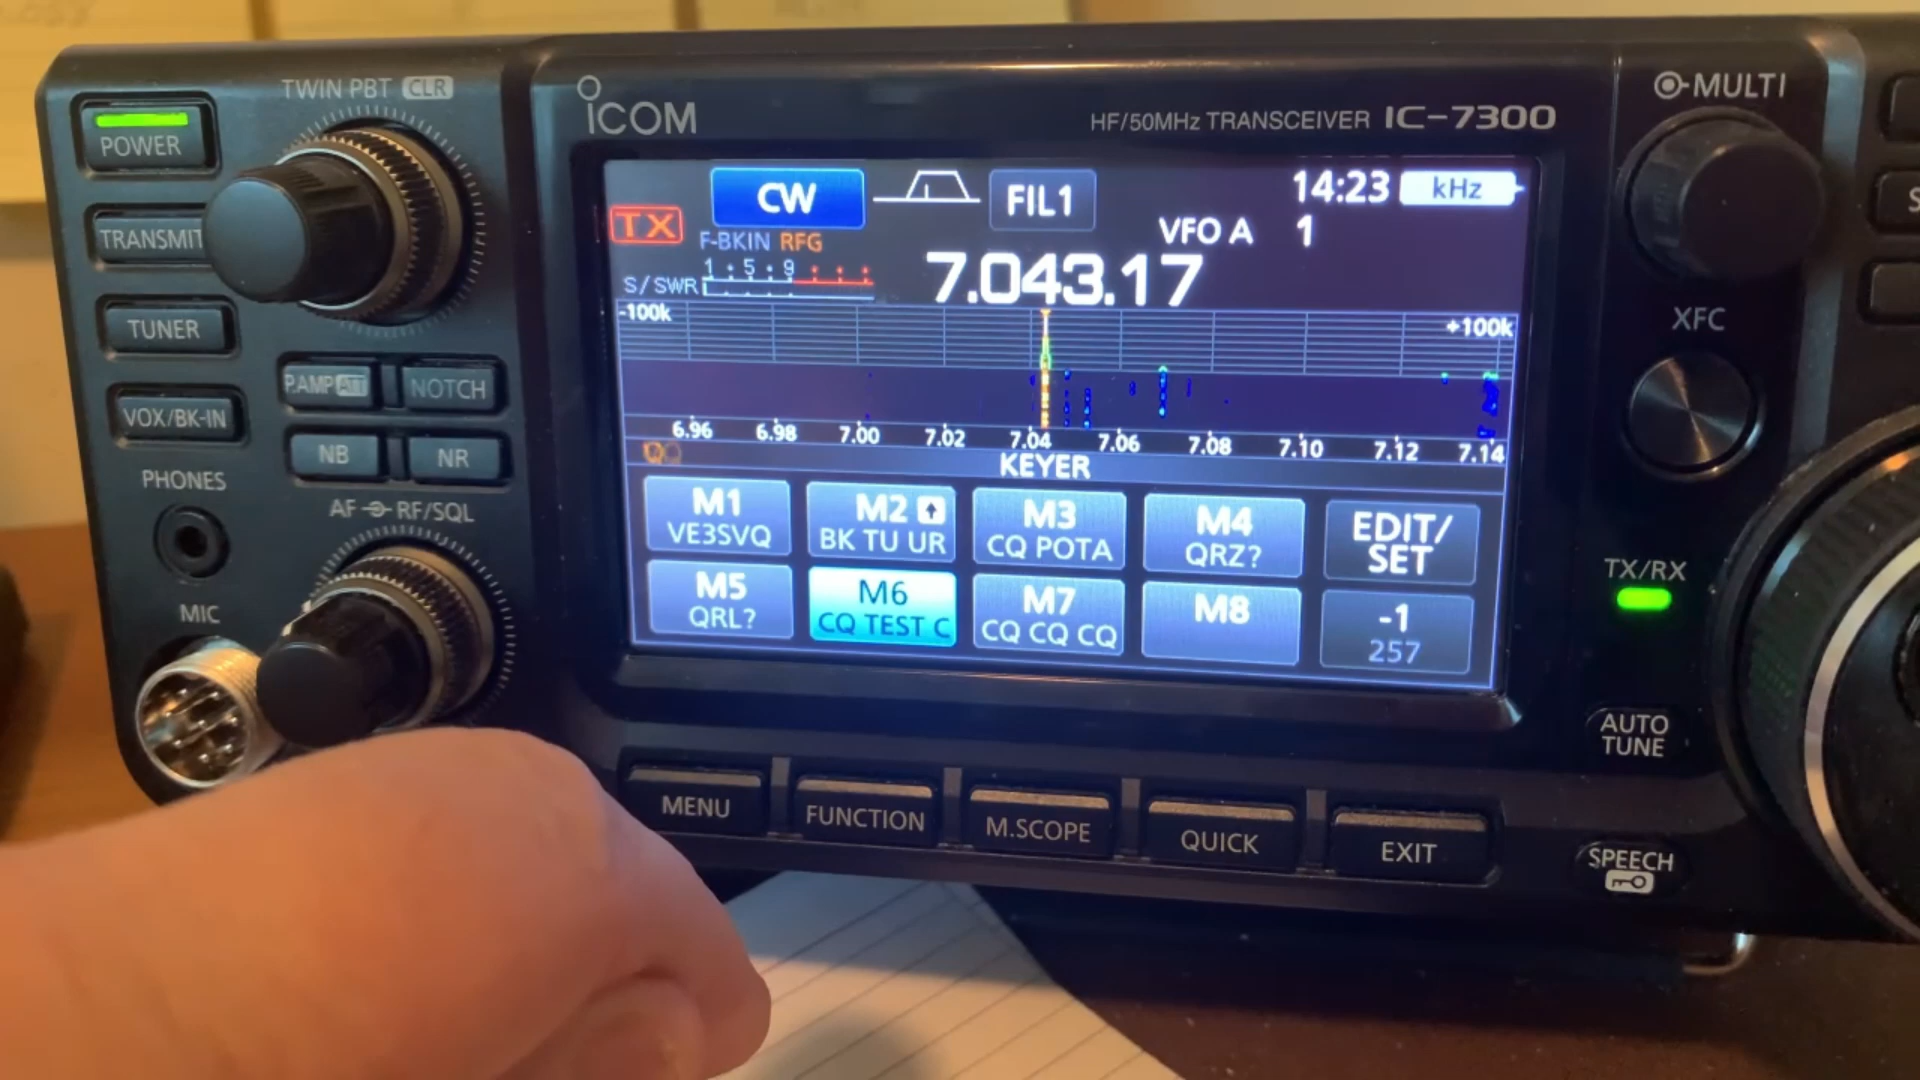 TWIN PBT CLR
POWER
TRANSMIT
TUNER
VOX/BK-IN
PHONES
MIC
P.AMP ATT
NOTCH
NB
NR
AF RF/SQL
ICOM
HF/50MHz TRANSCEIVER IC-7300
CW
FIL1
14:23
kHz
TX
F-BKIN RFG
VFO A 1
1 • 5 • 9
S/SWR
7.043.17
-100k
+100k
6.96 6.98 7.00 7.02 7.04 7.06 7.08 7.10 7.12 7.14
KEYER
M1
VE3SVQ
M2
BK TU UR
M3
CQ POTA
M4
QRZ?
EDIT/
SET
M5
QRL?
M6
CQ TEST C
M7
CQ CQ CQ
M8
-1
257
MENU
FUNCTION
M.SCOPE
QUICK
EXIT
MULTI
XFC
TX/RX
AUTO
TUNE
SPEECH